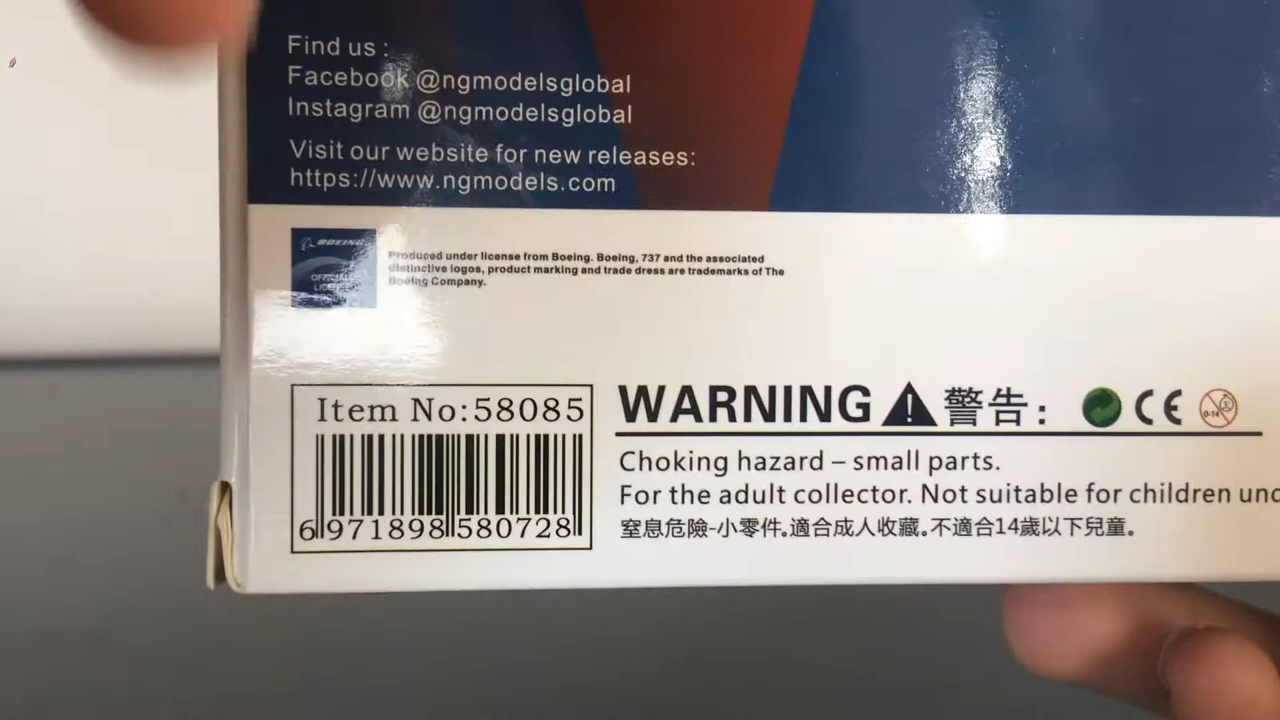 Find us :
Facebook @ngmodelsglobal
Instagram @ngmodelsglobal
Visit our website for new releases:
https://www.ngmodels.com
BOEING
OFFICIALLY
Produced under license from Boeing. Boeing, 737 and the associated
distinctive logos, product marking and trade dress are trademarks of The
Boeing Company.
Item No:58085
6 971898 580728
WARNING ! 警告：
CE
0-14
Choking hazard – small parts.
For the adult collector. Not suitable for children
窒息危險-小零件。適合成人收藏。不適合14歲以下兒童。